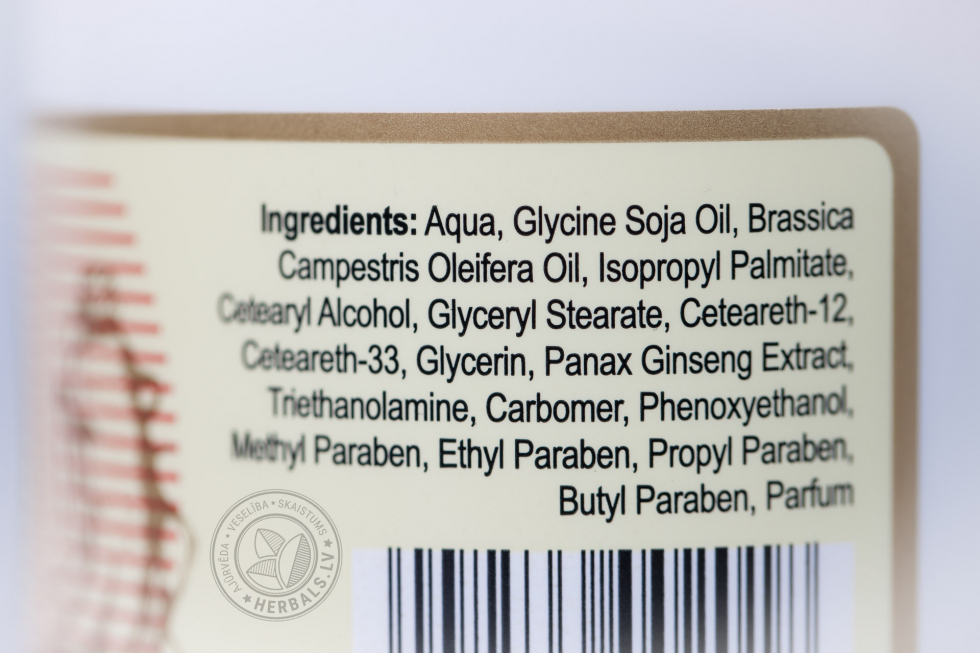 Ingredients: Aqua, Glycine Soja Oil, Brassica
Campestris Oleifera Oil, Isopropyl Palmitate,
Cetearyl Alcohol, Glyceryl Stearate, Ceteareth-12,
Ceteareth-33, Glycerin, Panax Ginseng Extract,
Triethanolamine, Carbomer, Phenoxyethanol,
Methyl Paraben, Ethyl Paraben, Propyl Paraben,
Butyl Paraben, Parfum
AJŪRVĒDA • VESELĪBA • SKAISTUMS
★ HERBALS.LV ★